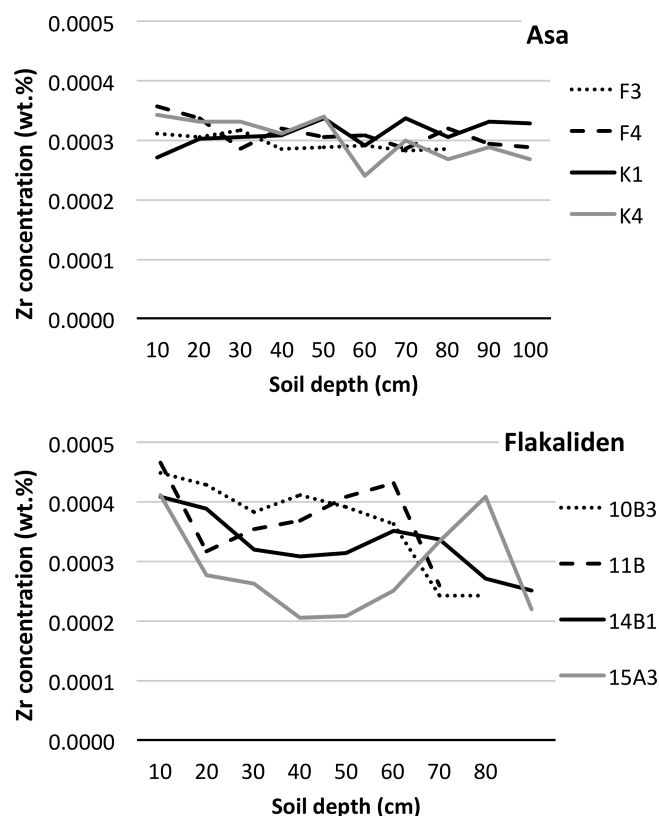 Asa
Zr concentration (wt.%)
0.0005
0.0004
0.0003
0.0002
0.0001
0.0000
10 20 30 40 50 60 70 80 90 100
Soil depth (cm)
F3
F4
K1
K4
Flakaliden
Zr concentration (wt.%)
0.0005
0.0004
0.0003
0.0002
0.0001
0.0000
10 20 30 40 50 60 70 80
Soil depth (cm)
10B3
11B
14B1
15A3